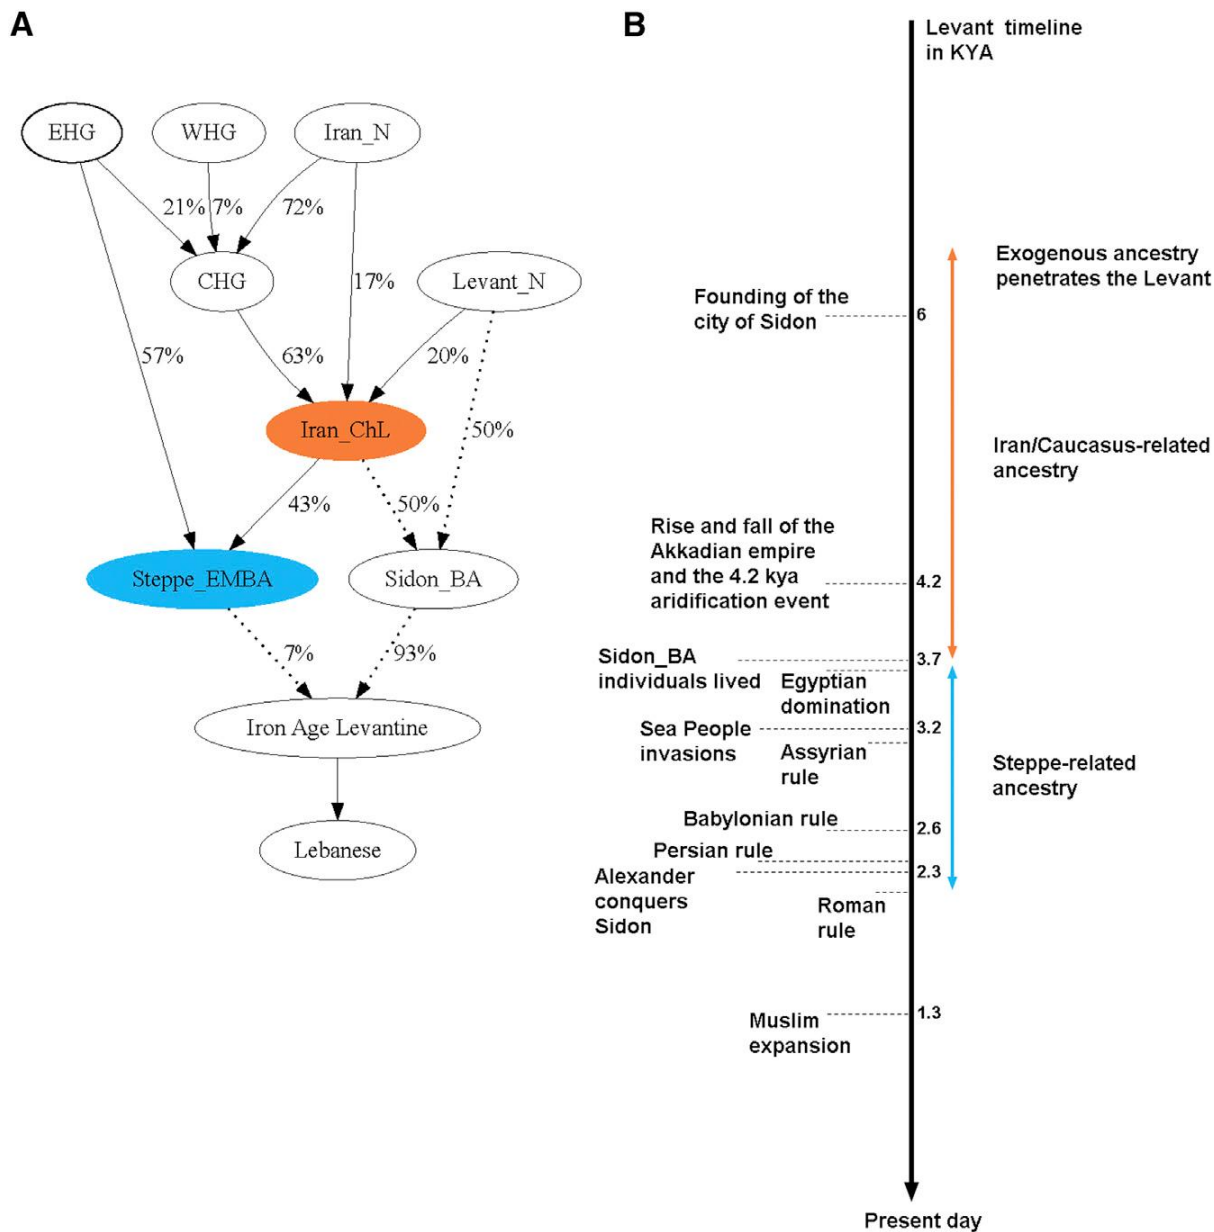 A
EHG
WHG
Iran_N
21%
7%
72%
CHG
17%
Levant_N
57%
63%
20%
Iran_ChL
50%
43%
50%
Steppe_EMBA
Sidon_BA
7%
93%
Iron Age Levantine
Lebanese
B
Levant timeline
in KYA
Exogenous ancestry
penetrates the Levant
Founding of the
city of Sidon
6
Iran/Caucasus-related
ancestry
Rise and fall of the
Akkadian empire
and the 4.2 kya
aridification event
4.2
Sidon_BA
individuals lived
3.7
Egyptian
domination
Sea People
invasions
3.2
Assyrian
rule
Steppe-related
ancestry
Babylonian rule
2.6
Persian rule
Alexander
conquers
Sidon
2.3
Roman
rule
Muslim
expansion
1.3
Present day